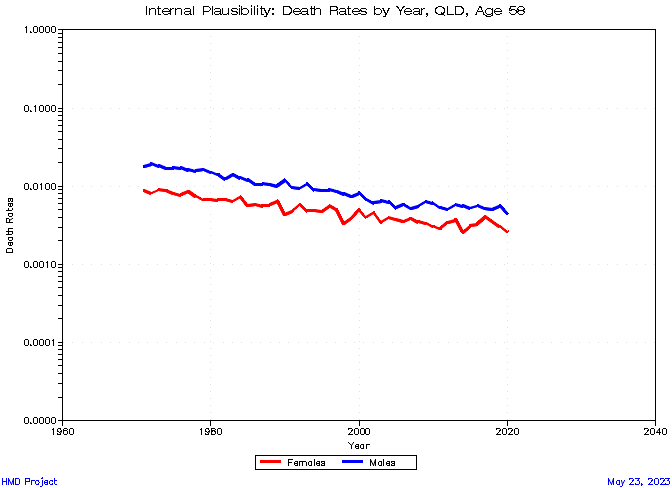 Internal Plausibility: Death Rates by Year, QLD, Age 58
1.0000
0.1000
0.0100
0.0010
0.0001
0.0000
Death Rates
1960 1980 2000 2020 2040
Year
Females Males
HMD Project
May 23, 2023